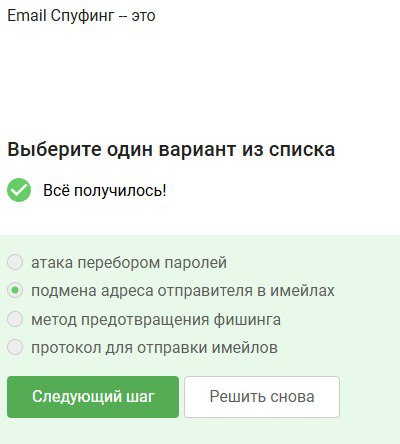 Email Спуфинг -- это
Выберите один вариант из списка
Всё получилось!
атака перебором паролей
подмена адреса отправителя в имейлах
метод предотвращения фишинга
протокол для отправки имейлов
Следующий шаг
Решить снова